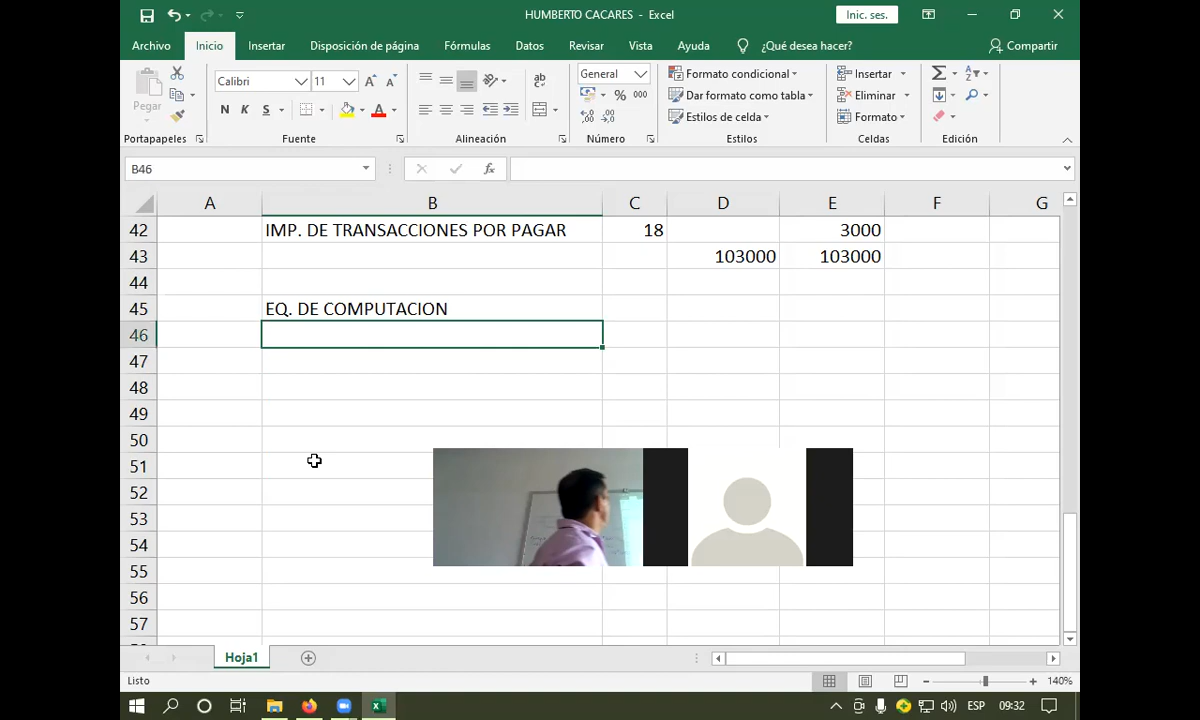 HUMBERTO CACARES - Excel
Inic. ses.
Archivo Inicio Insertar Disposición de página Fórmulas Datos Revisar Vista Ayuda ¿Qué desea hacer? Compartir
Pegar
Calibri 11
N K S
General
% 000
Formato condicional
Dar formato como tabla
Estilos de celda
Insertar
Eliminar
Formato
Portapapeles Fuente Alineación Número Estilos Celdas Edición
B46 fx
A B C D E F G
42 IMP. DE TRANSACCIONES POR PAGAR 18 3000
43 103000 103000
44
45 EQ. DE COMPUTACION
46
47
48
49
50
51
52
53
54
55
56
57
Hoja1
Listo 140%
ESP 09:32